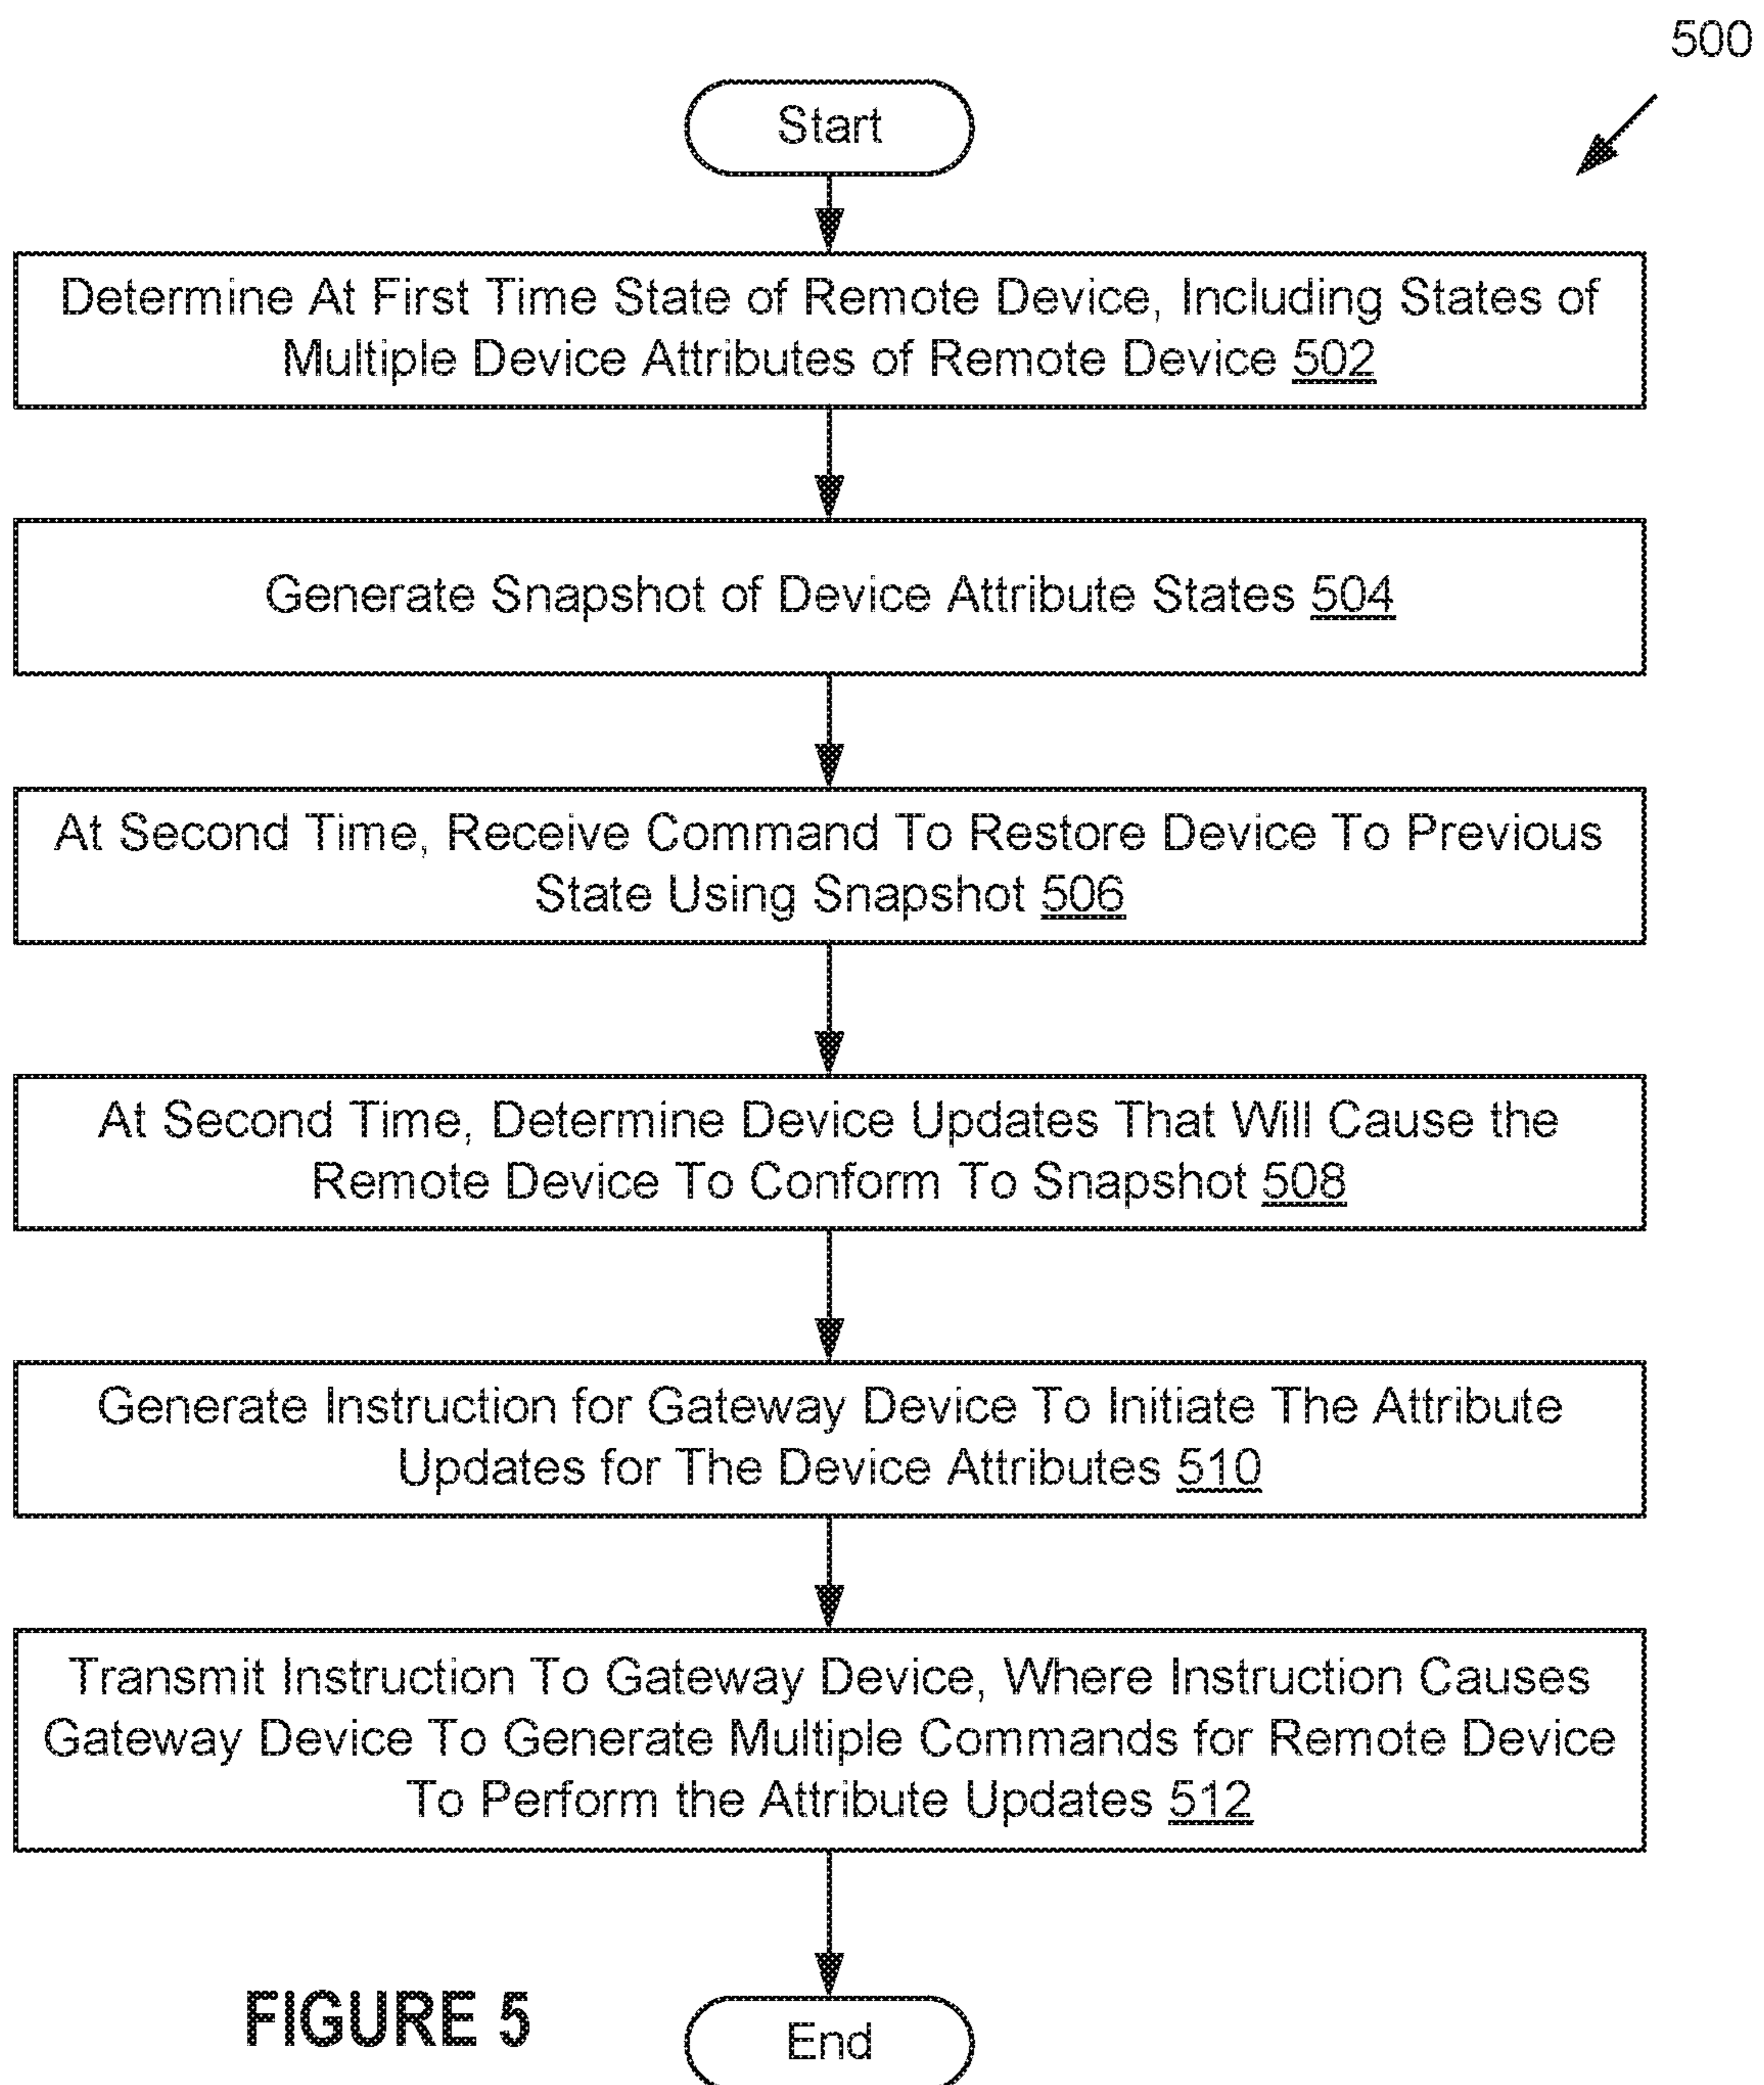 500
Start
Determine At First Time State of Remote Device, Including States of
Multiple Device Attributes of Remote Device 502
Generate Snapshot of Device Attribute States 504
At Second Time, Receive Command To Restore Device To Previous
State Using Snapshot 506
At Second Time, Determine Device Updates That Will Cause the
Remote Device To Conform To Snapshot 508
Generate Instruction for Gateway Device To Initiate The Attribute
Updates for The Device Attributes 510
Transmit Instruction To Gateway Device, Where Instruction Causes
Gateway Device To Generate Multiple Commands for Remote Device
To Perform the Attribute Updates 512
FIGURE 5
End